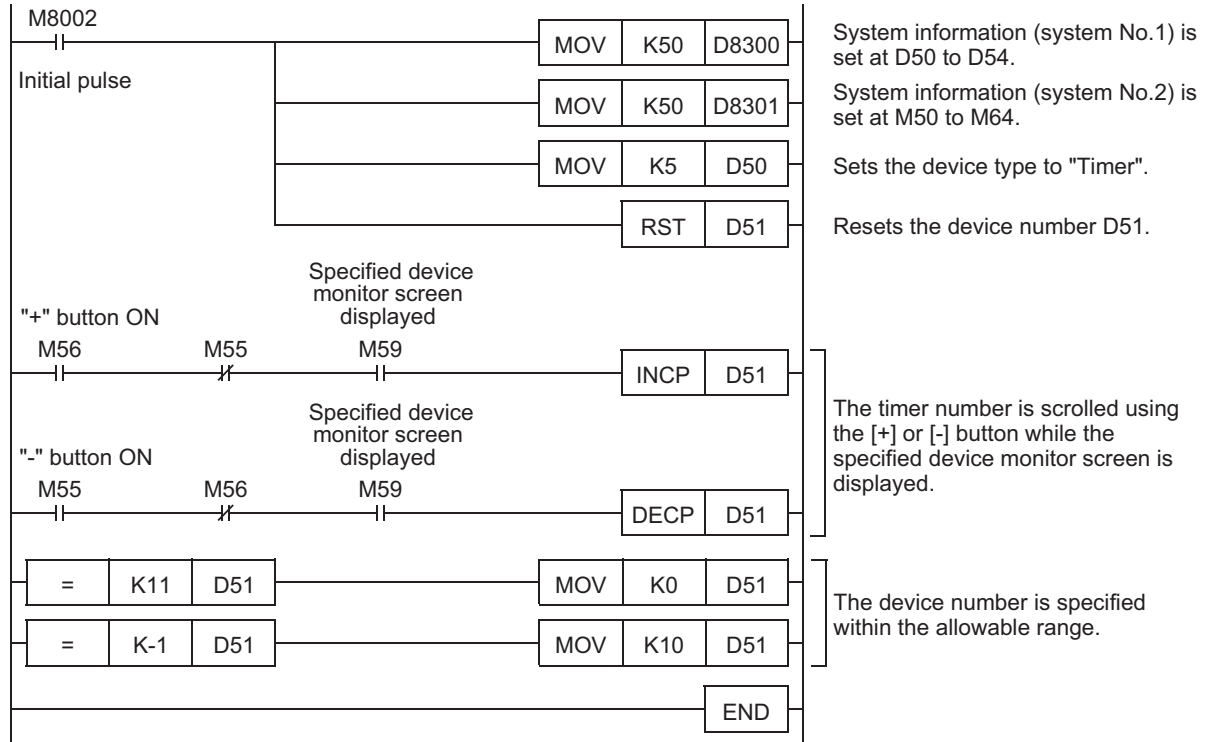 M8002
MOV K50 D8300
System information (system No.1) is
set at D50 to D54.
Initial pulse
MOV K50 D8301
System information (system No.2) is
set at M50 to M64.
MOV K5 D50
Sets the device type to "Timer".
RST D51
Resets the device number D51.
Specified device
monitor screen
displayed
"+" button ON
M56 M55 M59
INCP D51
Specified device
monitor screen
displayed
"-" button ON
M55 M56 M59
DECP D51
The timer number is scrolled using
the [+] or [-] button while the
specified device monitor screen is
displayed.
= K11 D51 MOV K0 D51
= K-1 D51 MOV K10 D51
The device number is specified
within the allowable range.
END